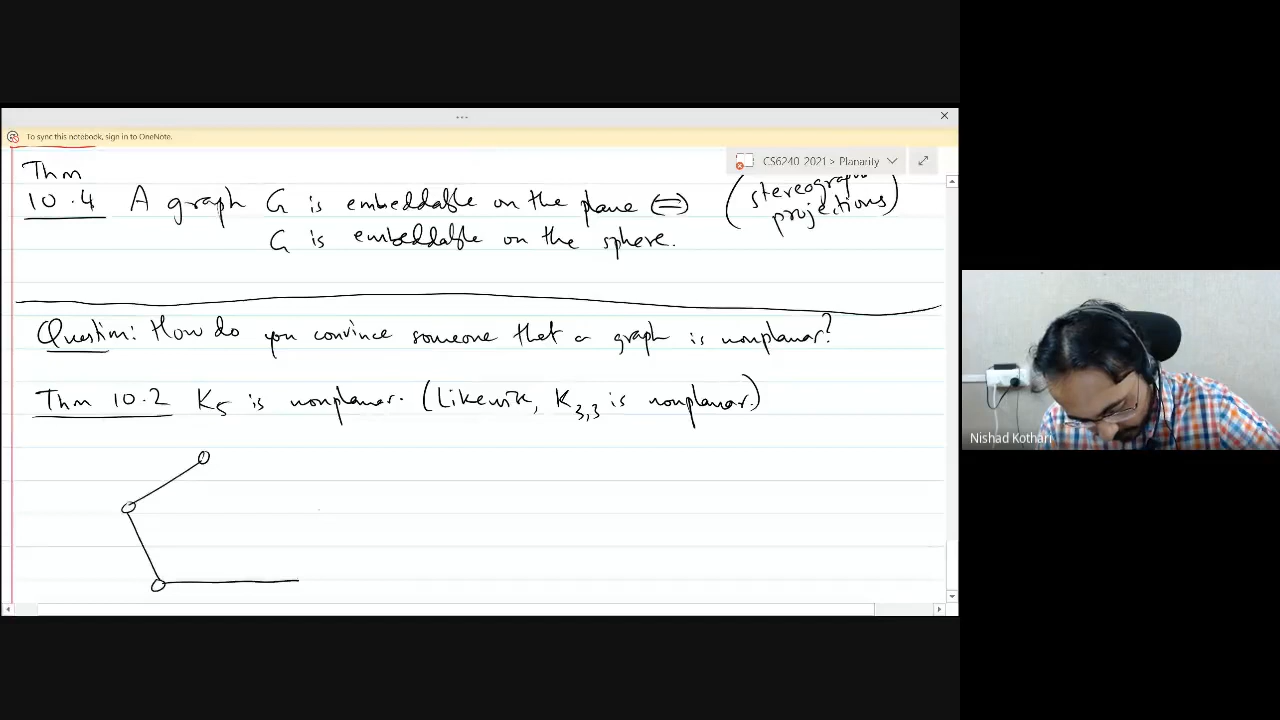 To sync this notebook, sign in to OneNote.
CS6240-2021 > Planarity
Thm
10.4 A graph G is embeddable on the plane ⇔ (stereographic
projections)
G is embeddable on the sphere.
Question: How do you convince someone that a graph is nonplanar?
Thm 10.2 K5 is nonplanar. (Likewise, K3,3 is nonplanar.)
Nishad Kothari